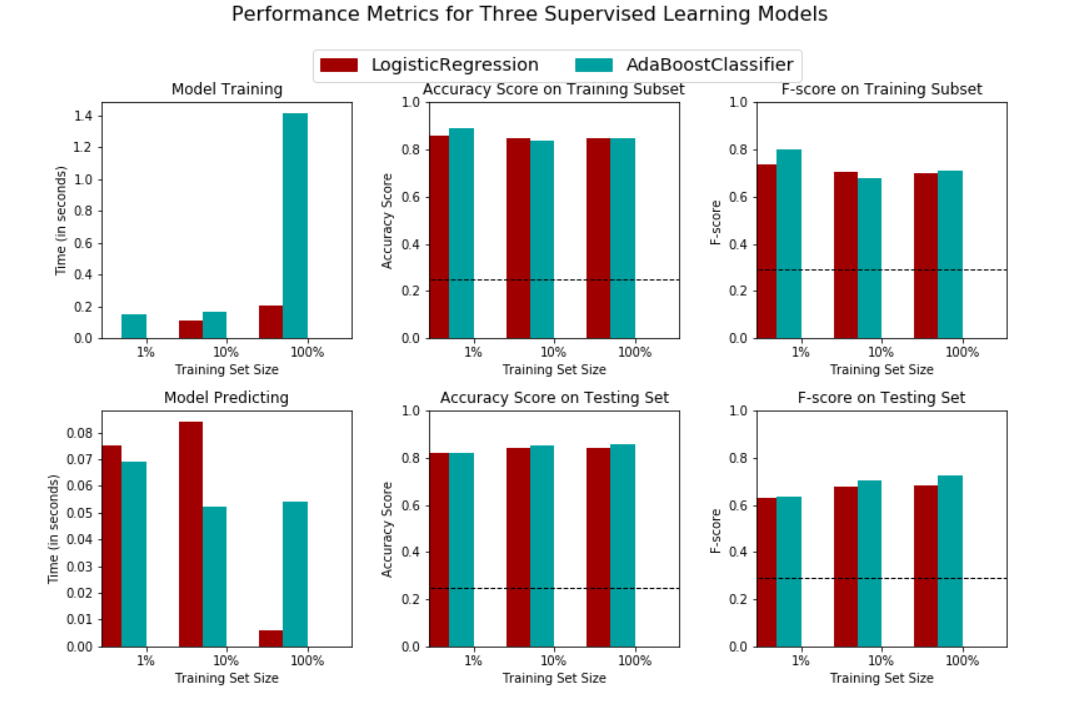 Performance Metrics for Three Supervised Learning Models
LogisticRegression
AdaBoostClassifier
Model Training
Time (in seconds)
1.4
1.2
1.0
0.8
0.6
0.4
0.2
0.0
1% 10% 100%
Training Set Size
Accuracy Score on Training Subset
Accuracy Score
1.0
0.8
0.6
0.4
0.2
0.0
1% 10% 100%
Training Set Size
F-score on Training Subset
F-score
1.0
0.8
0.6
0.4
0.2
0.0
1% 10% 100%
Training Set Size
Model Predicting
Time (in seconds)
0.08
0.07
0.06
0.05
0.04
0.03
0.02
0.01
0.00
1% 10% 100%
Training Set Size
Accuracy Score on Testing Set
Accuracy Score
1.0
0.8
0.6
0.4
0.2
0.0
1% 10% 100%
Training Set Size
F-score on Testing Set
F-score
1.0
0.8
0.6
0.4
0.2
0.0
1% 10% 100%
Training Set Size